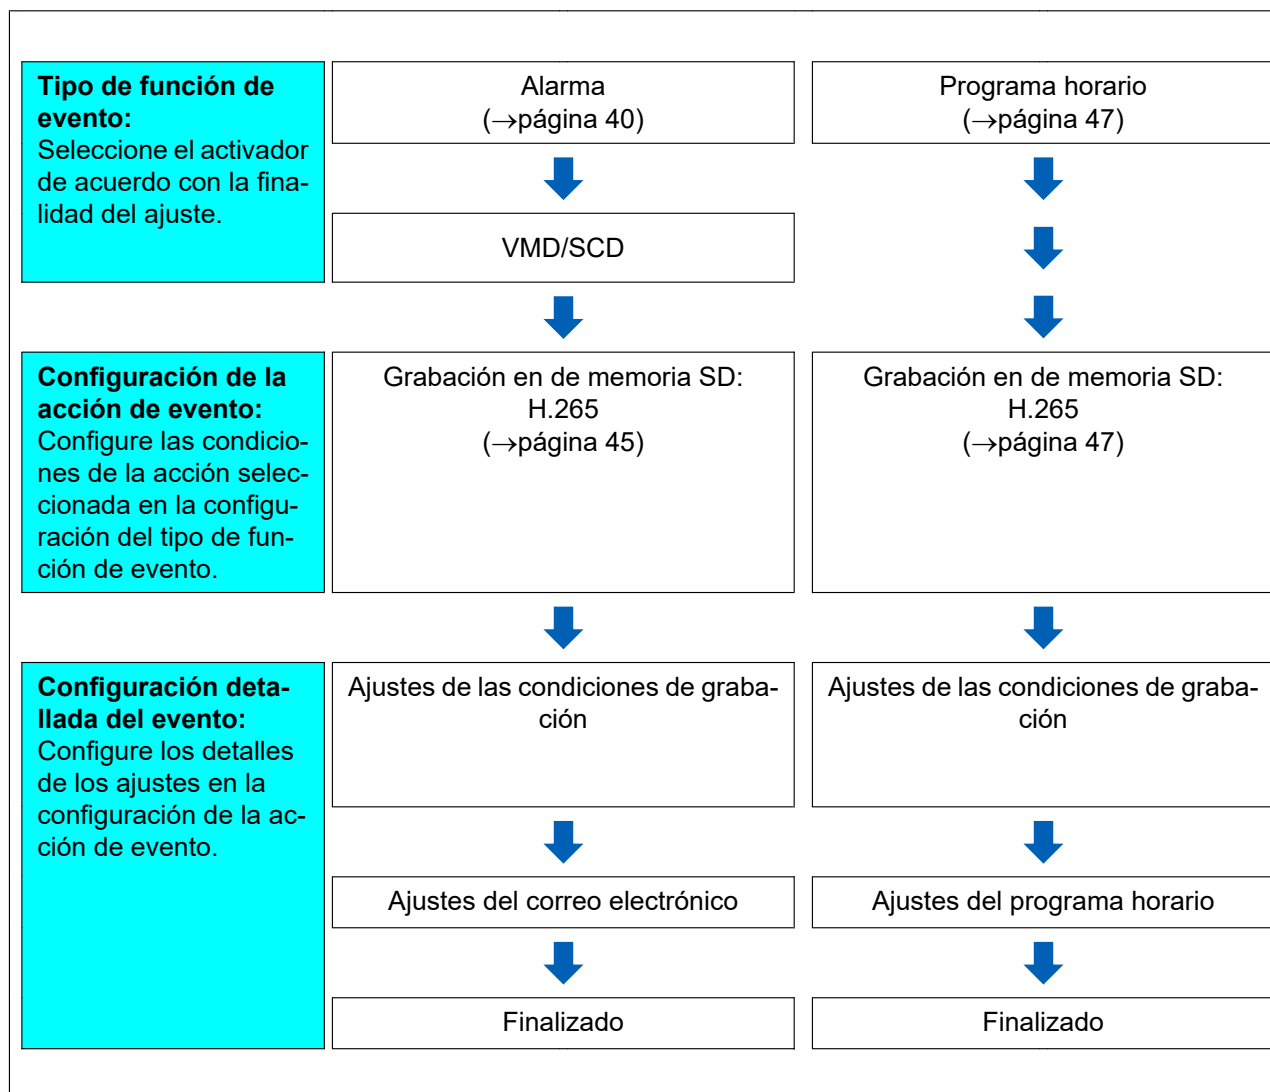 Tipo de función de
evento:
Seleccione el activador
de acuerdo con la fina-
lidad del ajuste.
Alarma
(→página 40)
Programa horario
(→página 47)
VMD/SCD
Configuración de la
acción de evento:
Configure las condicio-
nes de la acción selec-
cionada en la configu-
ración del tipo de fun-
ción de evento.
Grabación en de memoria SD:
H.265
(→página 45)
Grabación en de memoria SD:
H.265
(→página 47)
Configuración deta-
llada del evento:
Configure los detalles
de los ajustes en la
configuración de la ac-
ción de evento.
Ajustes de las condiciones de graba-
ción
Ajustes de las condiciones de graba-
ción
Ajustes del correo electrónico
Ajustes del programa horario
Finalizado
Finalizado